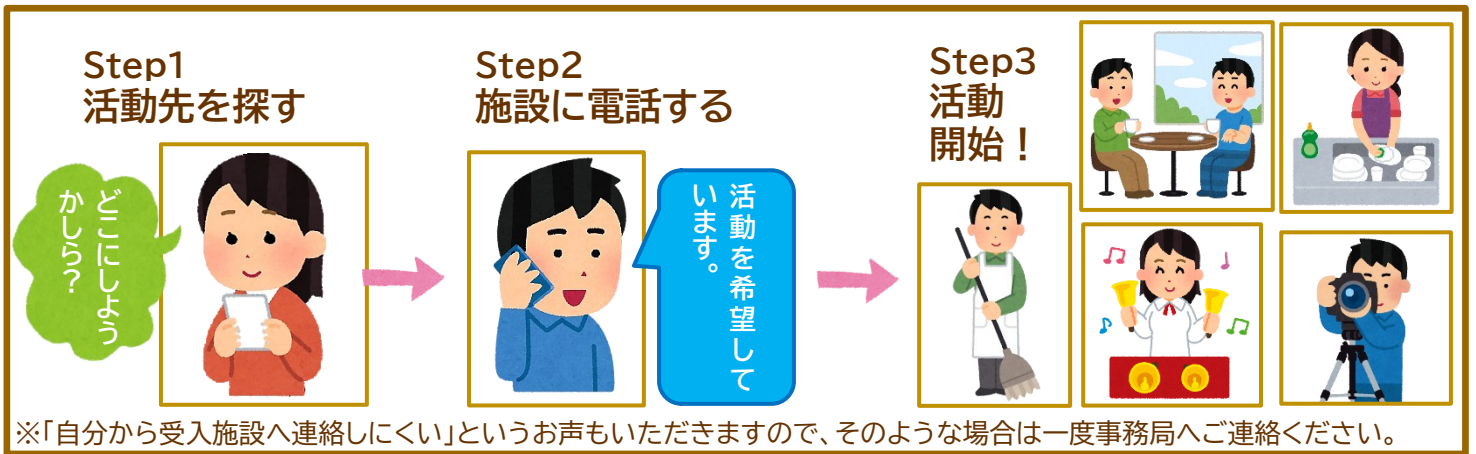 Step1
活動先を探す
どこにしよう
かしら?
Step2
施設に電話する
活動を希望して
います。
Step3
活動
開始！
※「自分から受入施設へ連絡しにくい」というお声もいただきますので、そのような場合は一度事務局へご連絡ください。